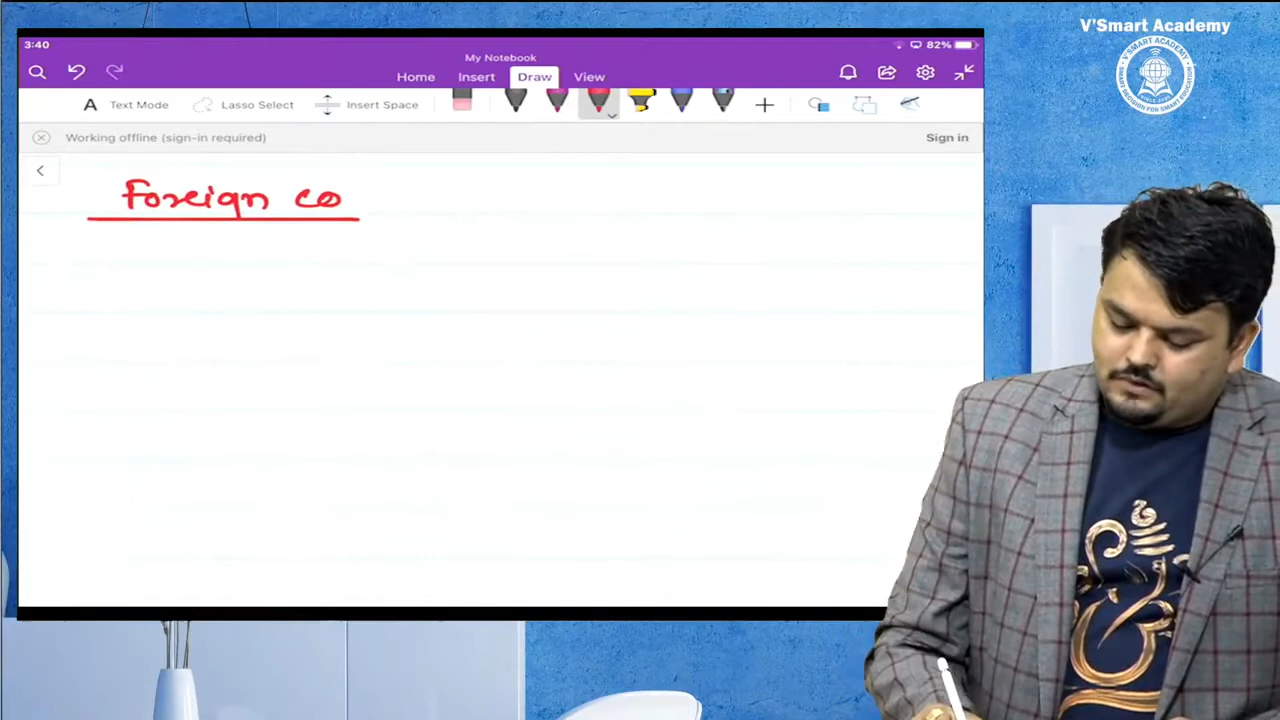 V'Smart Academy
3:40
82%
My Notebook
Home Insert Draw View
A Text Mode Lasso Select Insert Space
Working offline (sign-in required) Sign in
Foreign co